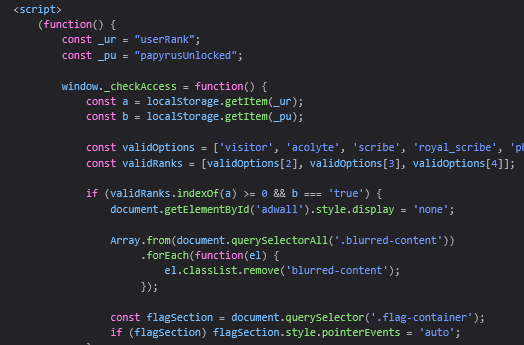 <script>
(function() {
const _ur = "userRank";
const _pu = "papyrusUnlocked";
window._checkAccess = function() {
const a = localStorage.getItem(_ur);
const b = localStorage.getItem(_pu);
const validOptions = ['visitor', 'acolyte', 'scribe', 'royal_scribe',
const validRanks = [validOptions[2], validOptions[3], validOptions[4]];
if (validRanks.indexOf(a) >= 0 && b === 'true') {
document.getElementById('adwall').style.display = 'none';
Array.from(document.querySelectorAll('.blurred-content'))
.forEach(function(el) {
el.classList.remove('blurred-content');
});
const flagSection = document.querySelector('.flag-container');
if (flagSection) flagSection.style.pointerEvents = 'auto';